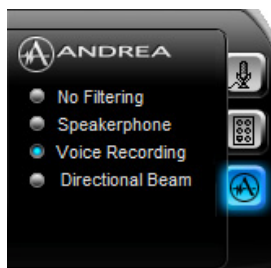 ANDREA
No Filtering
Speakerphone
Voice Recording
Directional Beam